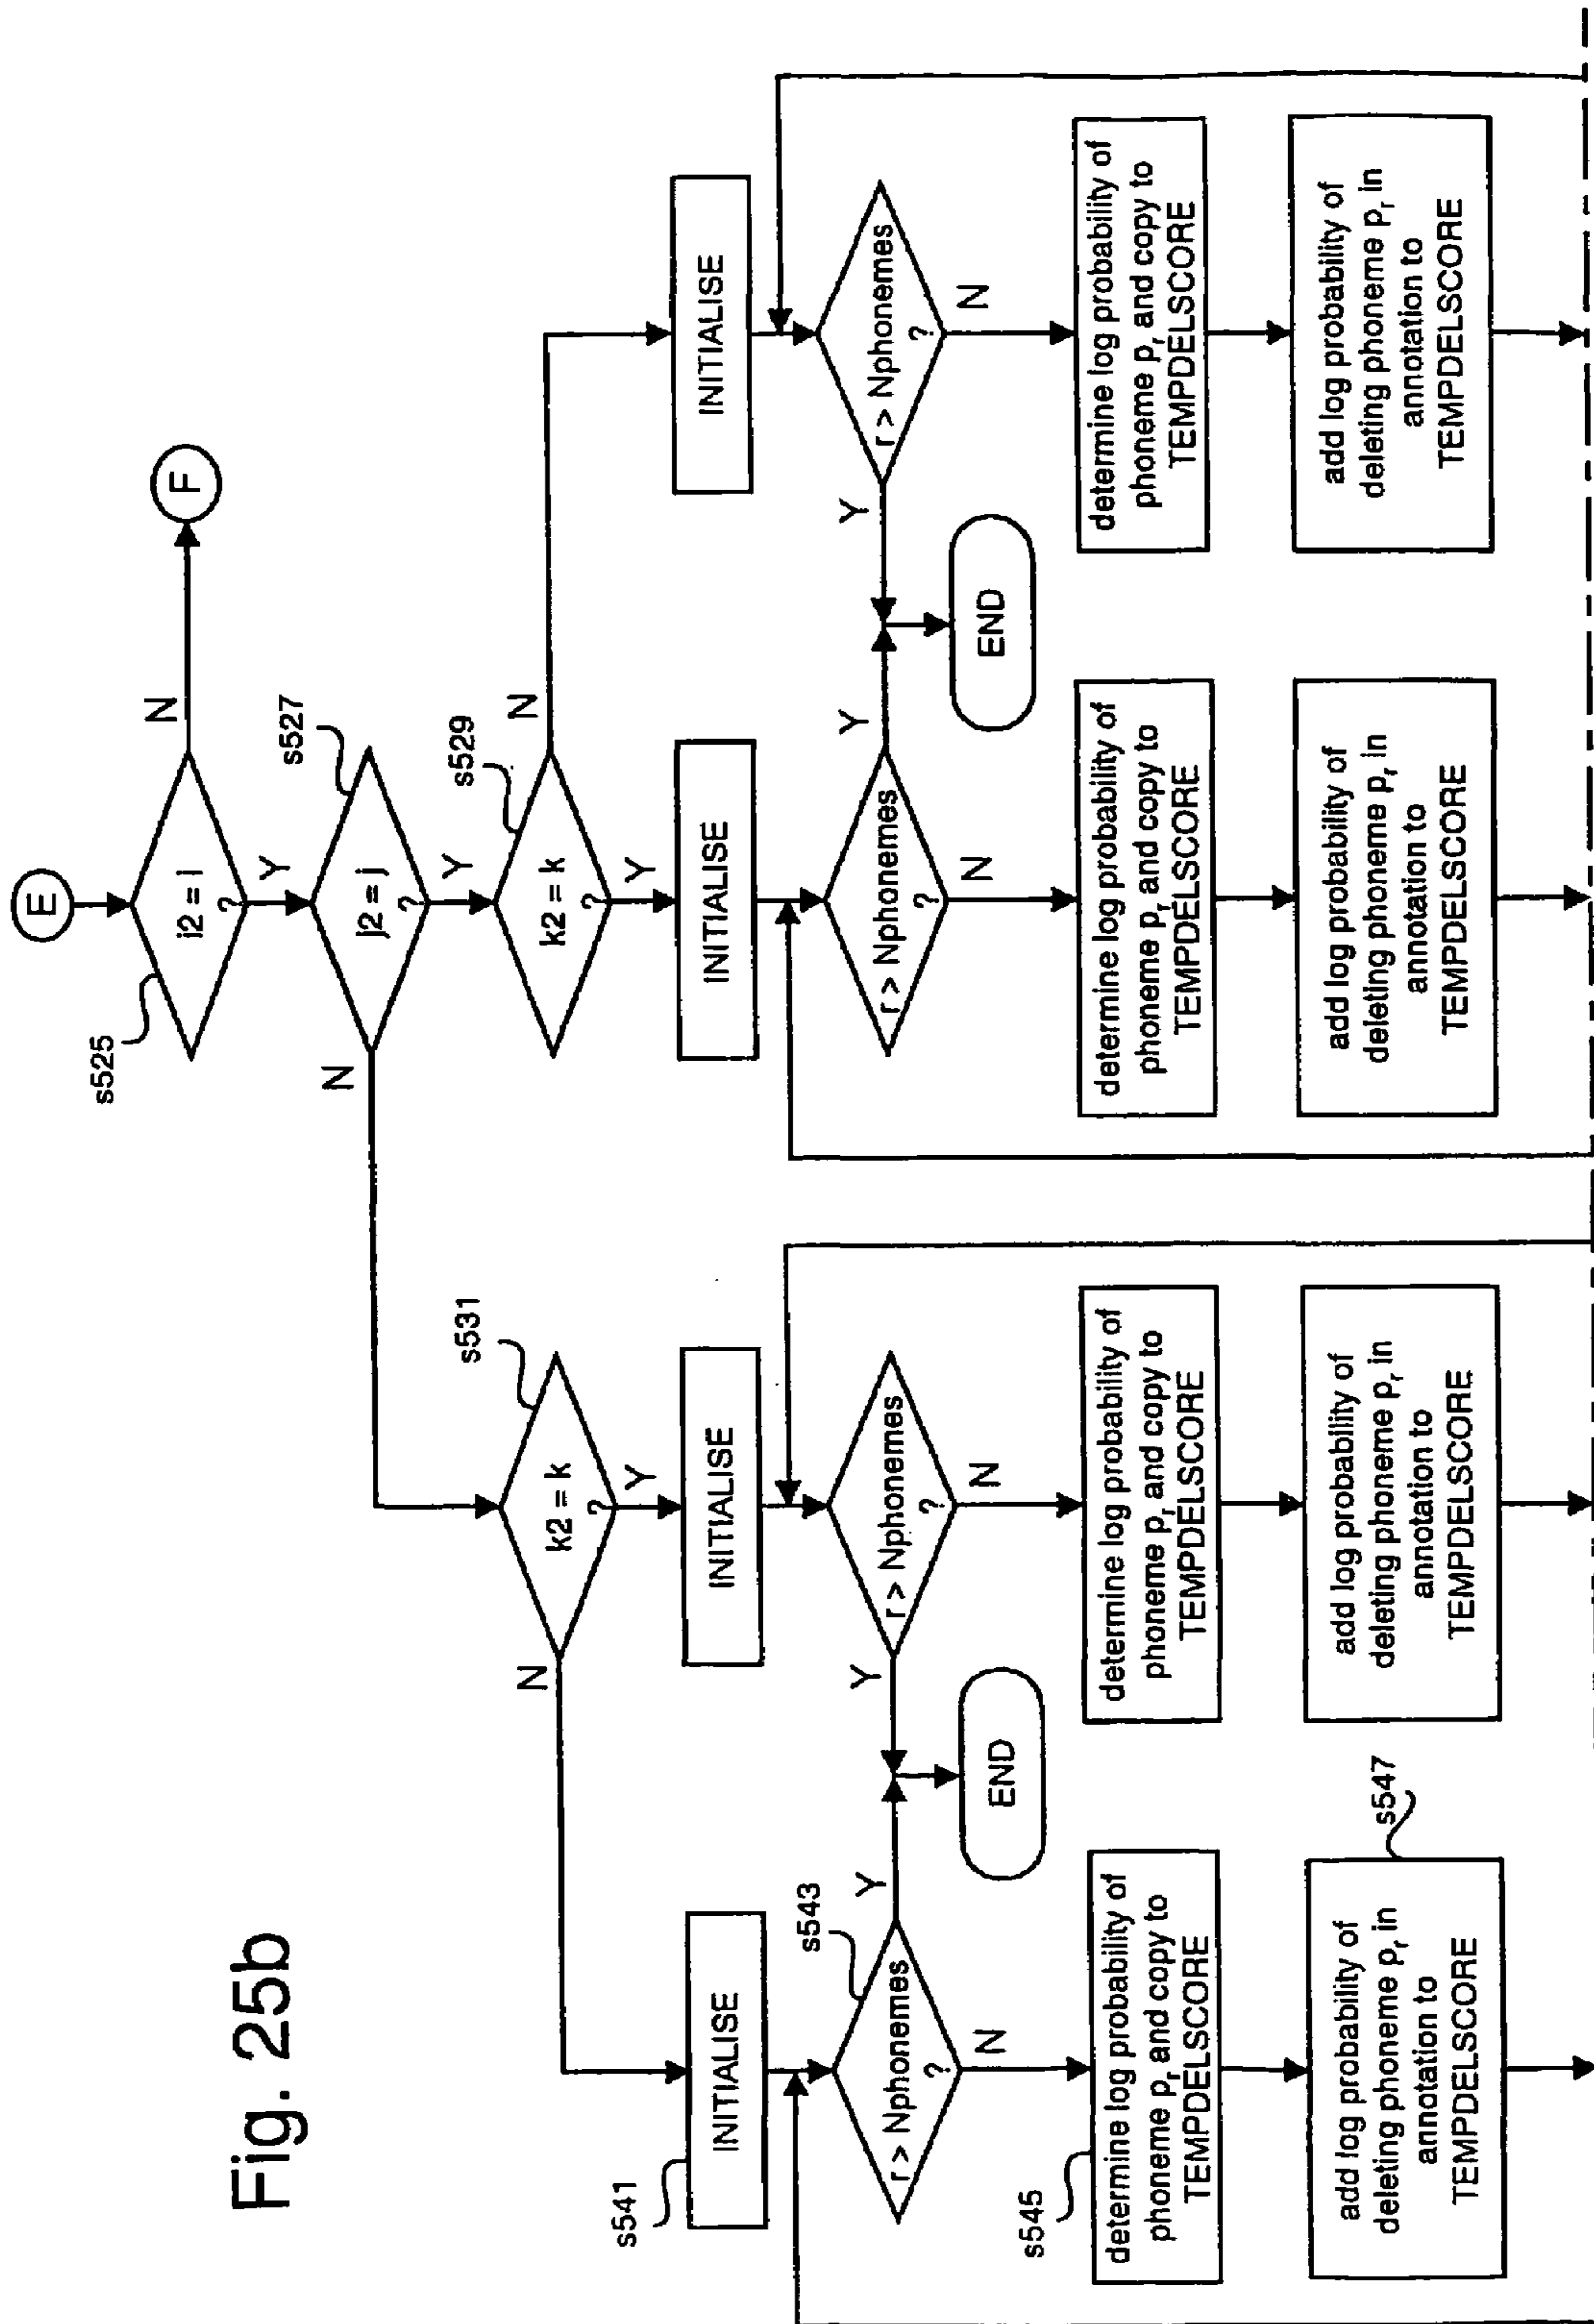 Fig. 25b
E
s525
i2 = i
?
N
F
Y
s527
j2 = j
?
N
Y
s531
k2 = k
?
N
Y
s529
k2 = k
?
N
Y
s541
INITIALISE
INITIALISE
INITIALISE
INITIALISE
s543
r > Nphonemes
?
Y
N
r > Nphonemes
?
Y
N
END
r > Nphonemes
?
Y
N
r > Nphonemes
?
Y
N
END
s545
determine log probability of
phoneme pr and copy to
TEMPDELSCORE
determine log probability of
phoneme pr and copy to
TEMPDELSCORE
determine log probability of
phoneme pr and copy to
TEMPDELSCORE
determine log probability of
phoneme pr and copy to
TEMPDELSCORE
s547
add log probability of
deleting phoneme pr in
annotation to
TEMPDELSCORE
add log probability of
deleting phoneme pr in
annotation to
TEMPDELSCORE
add log probability of
deleting phoneme pr in
annotation to
TEMPDELSCORE
add log probability of
deleting phoneme pr in
annotation to
TEMPDELSCORE